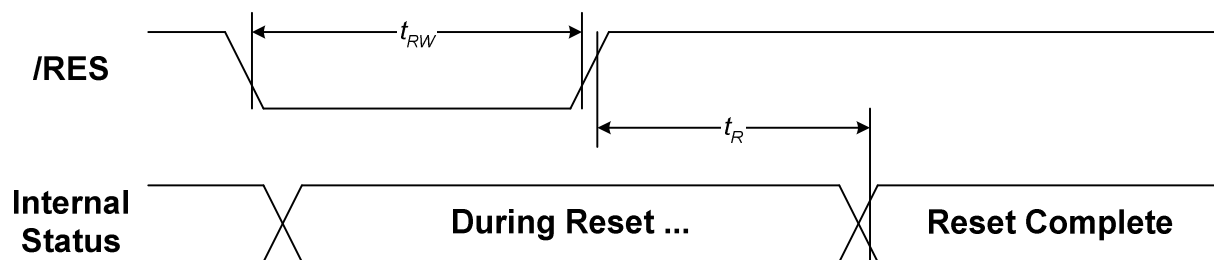 /RES
tRW
tR
Internal
Status
During Reset ...
Reset Complete